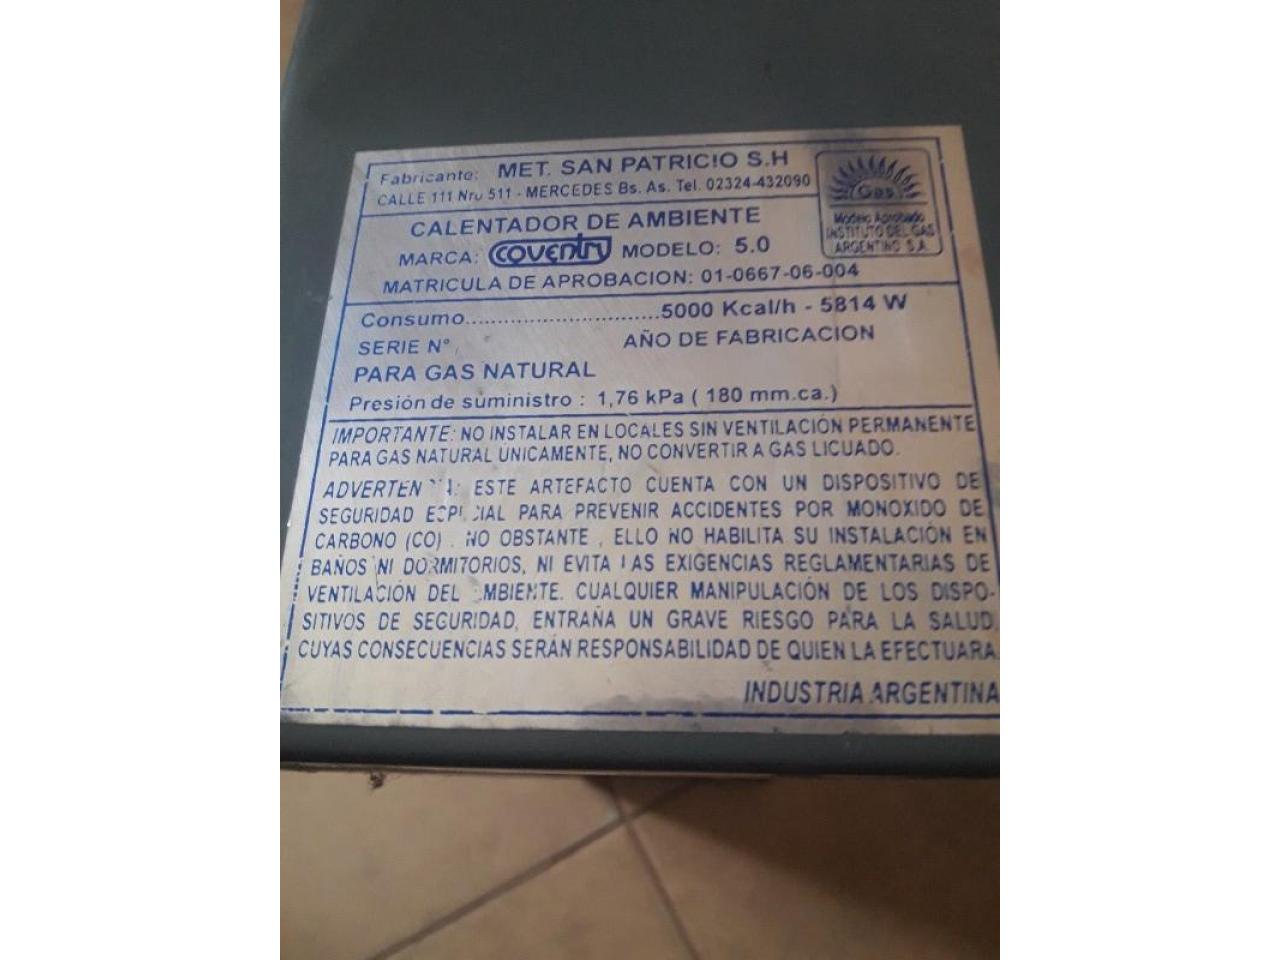 Fabricante: MET. SAN PATRICIO S.H
CALLE 111 Nro 511 - MERCEDES Bs. As. Tel. 02324-432090
Gas
Modelo Aprobado
INSTITUTO DEL GAS
ARGENTINO S.A.
CALENTADOR DE AMBIENTE
MARCA: COVENTRY MODELO: 5.0
MATRICULA DE APROBACION: 01-0667-06-004
Consumo..............................5000 Kcal/h - 5814 W
SERIE N° AÑO DE FABRICACION
PARA GAS NATURAL
Presión de suministro : 1,76 kPa ( 180 mm.ca.)
IMPORTANTE: NO INSTALAR EN LOCALES SIN VENTILACIÓN PERMANENTE
PARA GAS NATURAL UNICAMENTE, NO CONVERTIR A GAS LICUADO.
ADVERTENCIA: ESTE ARTEFACTO CUENTA CON UN DISPOSITIVO DE
SEGURIDAD ESPECIAL PARA PREVENIR ACCIDENTES POR MONOXIDO DE
CARBONO (CO) . NO OBSTANTE , ELLO NO HABILITA SU INSTALACIÓN EN
BAÑOS NI DORMITORIOS, NI EVITA LAS EXIGENCIAS REGLAMENTARIAS DE
VENTILACIÓN DEL AMBIENTE. CUALQUIER MANIPULACIÓN DE LOS DISPO-
SITIVOS DE SEGURIDAD, ENTRAÑA UN GRAVE RIESGO PARA LA SALUD,
CUYAS CONSECUENCIAS SERÁN RESPONSABILIDAD DE QUIEN LA EFECTUARA.
INDUSTRIA ARGENTINA